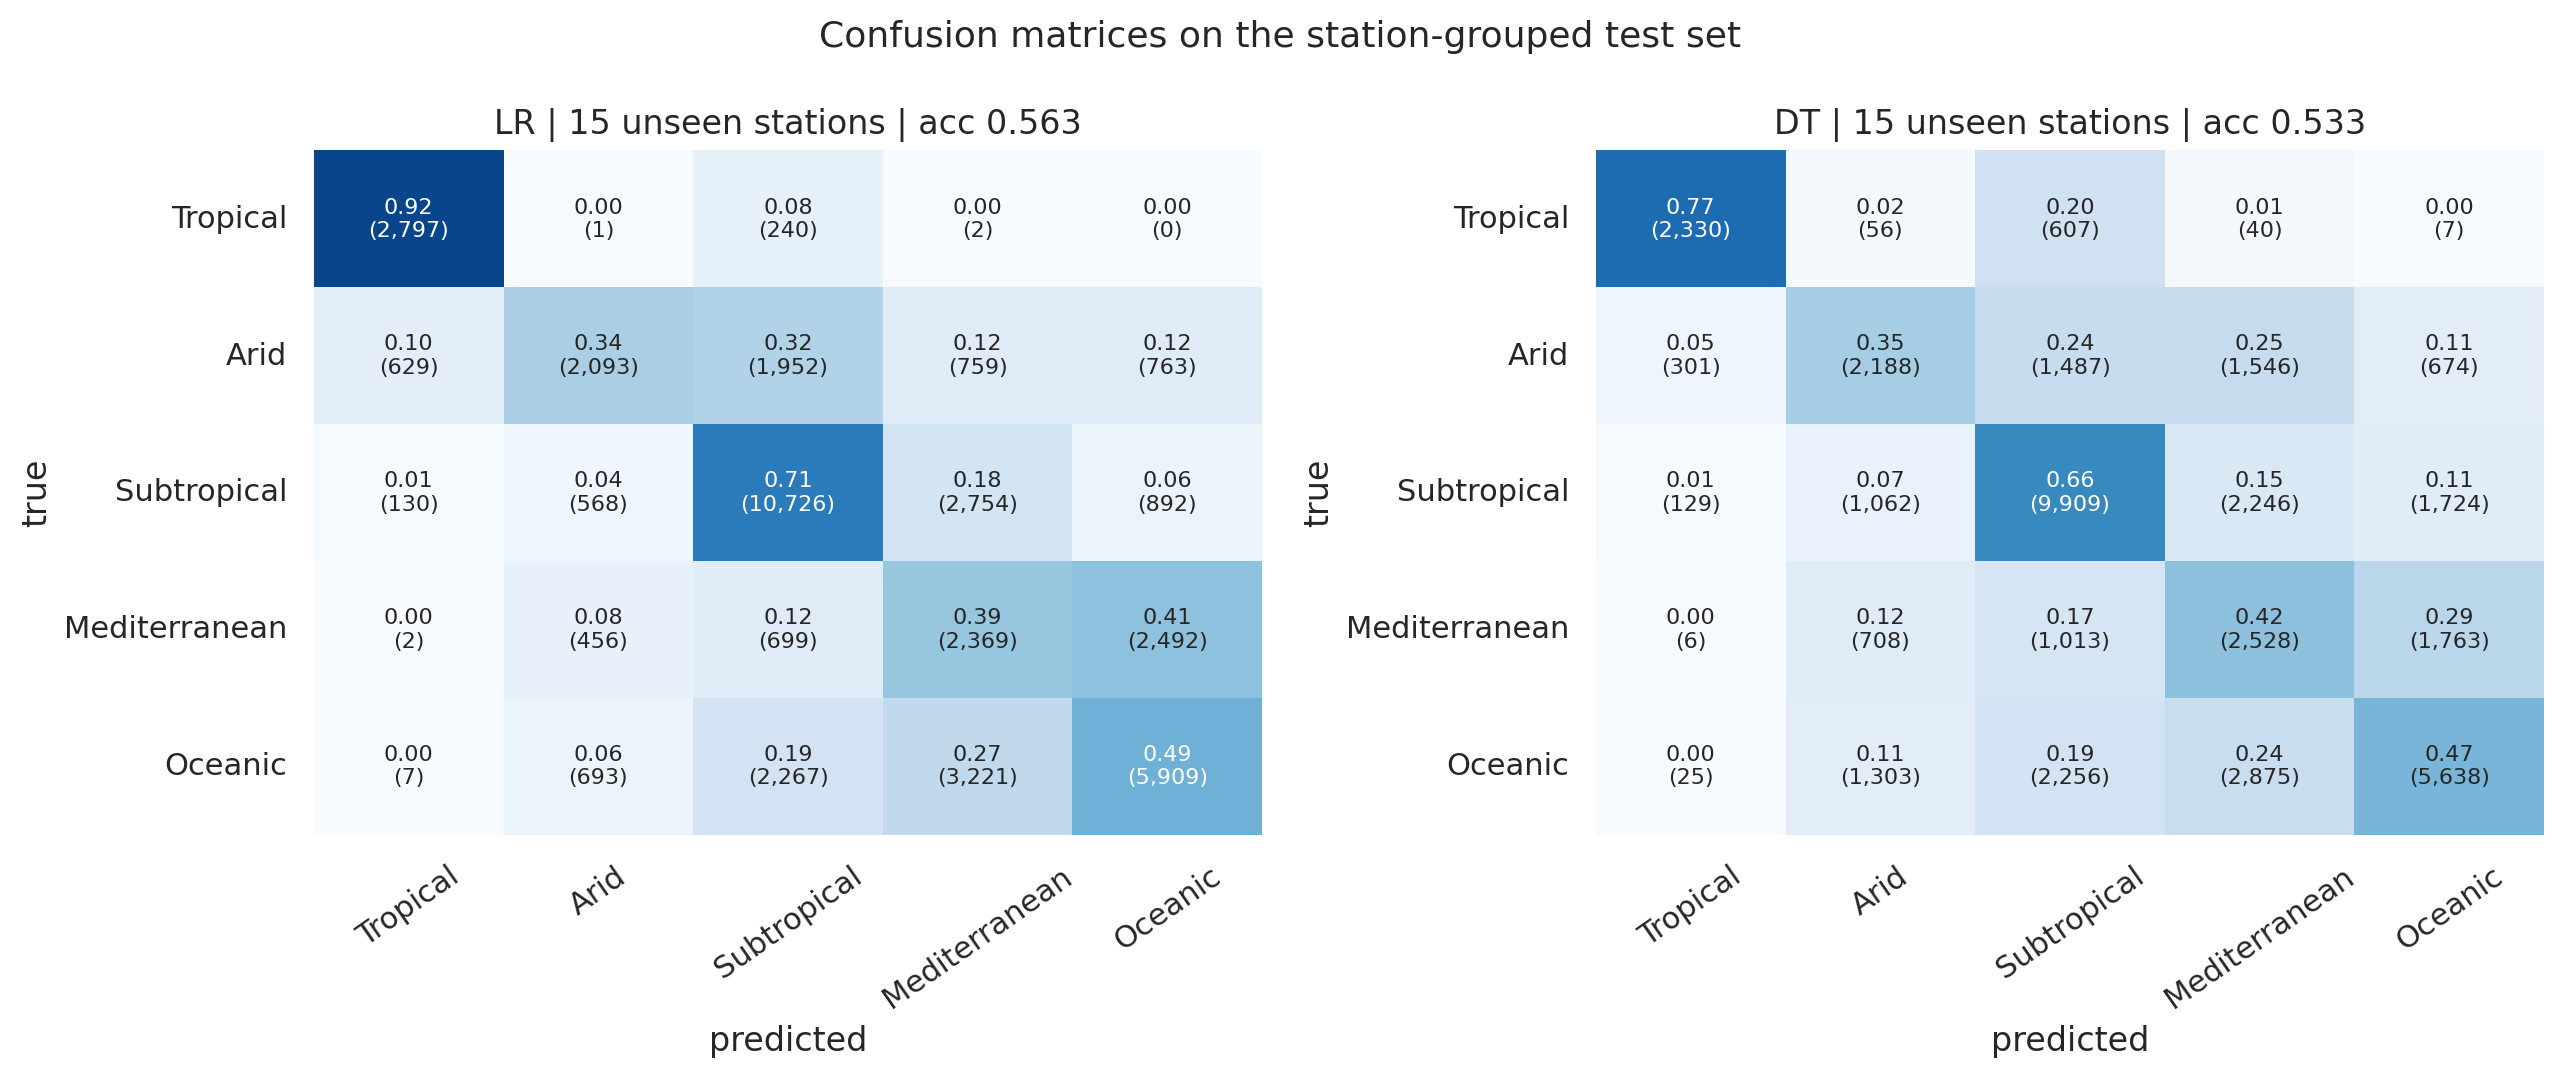 Confusion matrices on the station-grouped test set
LR | 15 unseen stations | acc 0.563
true
Tropical
0.92 0.00 0.08 0.00 0.00
(2,797) (1) (240) (2) (0)
Arid
0.10 0.34 0.32 0.12 0.12
(629) (2,093) (1,952) (759) (763)
Subtropical
0.01 0.04 0.71 0.18 0.06
(130) (568) (10,726) (2,754) (892)
Mediterranean
0.00 0.08 0.12 0.39 0.41
(2) (456) (699) (2,369) (2,492)
Oceanic
0.00 0.06 0.19 0.27 0.49
(7) (693) (2,267) (3,221) (5,909)
Tropical
Arid
Subtropical
Mediterranean
Oceanic
predicted
DT | 15 unseen stations | acc 0.533
true
Tropical
0.77 0.02 0.20 0.01 0.00
(2,330) (56) (607) (40) (7)
Arid
0.05 0.35 0.24 0.25 0.11
(301) (2,188) (1,487) (1,546) (674)
Subtropical
0.01 0.07 0.66 0.15 0.11
(129) (1,062) (9,909) (2,246) (1,724)
Mediterranean
0.00 0.12 0.17 0.42 0.29
(6) (708) (1,013) (2,528) (1,763)
Oceanic
0.00 0.11 0.19 0.24 0.47
(25) (1,303) (2,256) (2,875) (5,638)
Tropical
Arid
Subtropical
Mediterranean
Oceanic
predicted